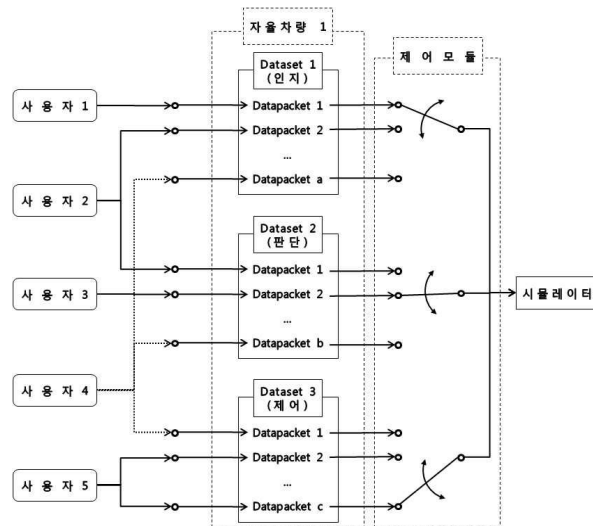 자율차량 1
제어모듈
Dataset 1
(인지)
사용자 1
Datapacket 1
Datapacket 2
...
Datapacket a
사용자 2
Dataset 2
(판단)
Datapacket 1
사용자 3
Datapacket 2
시뮬레이터
...
Datapacket b
사용자 4
Dataset 3
(제어)
Datapacket 1
Datapacket 2
사용자 5
...
Datapacket c